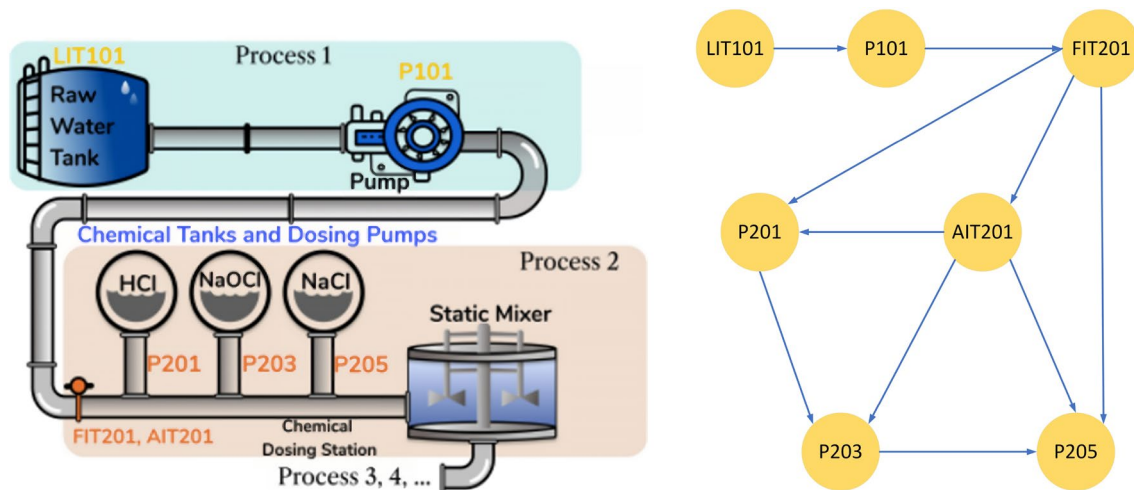 Process 1
LIT101
P101
Raw
Water
Tank
Pump
Chemical Tanks and Dosing Pumps
Process 2
HCl
NaOCl
NaCl
Static Mixer
P201
P203
P205
FIT201, AIT201
Chemical
Dosing Station
Process 3, 4, ...
LIT101
P101
FIT201
P201
AIT201
P203
P205